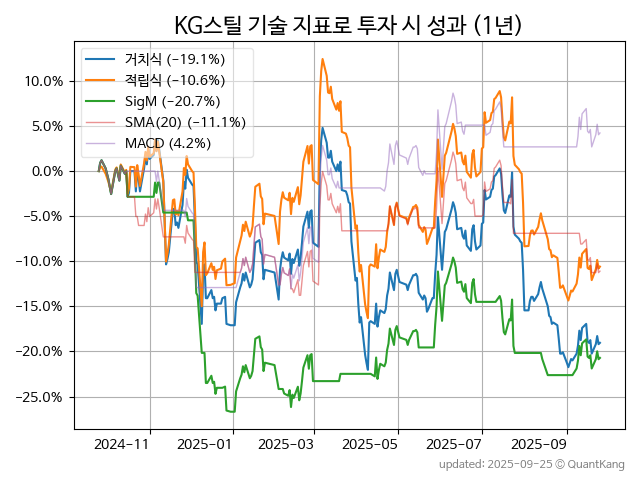 KG스틸 기술 지표로 투자 시 성과 (1년)
거치식 (−19.1%)
적립식 (−10.6%)
SigM (−20.7%)
SMA(20) (−11.1%)
MACD (4.2%)
10.0%
5.0%
0.0%
−5.0%
−10.0%
−15.0%
−20.0%
−25.0%
2024−11 2025−01 2025−03 2025−05 2025−07 2025−09
updated: 2025-09-25 © QuantKang